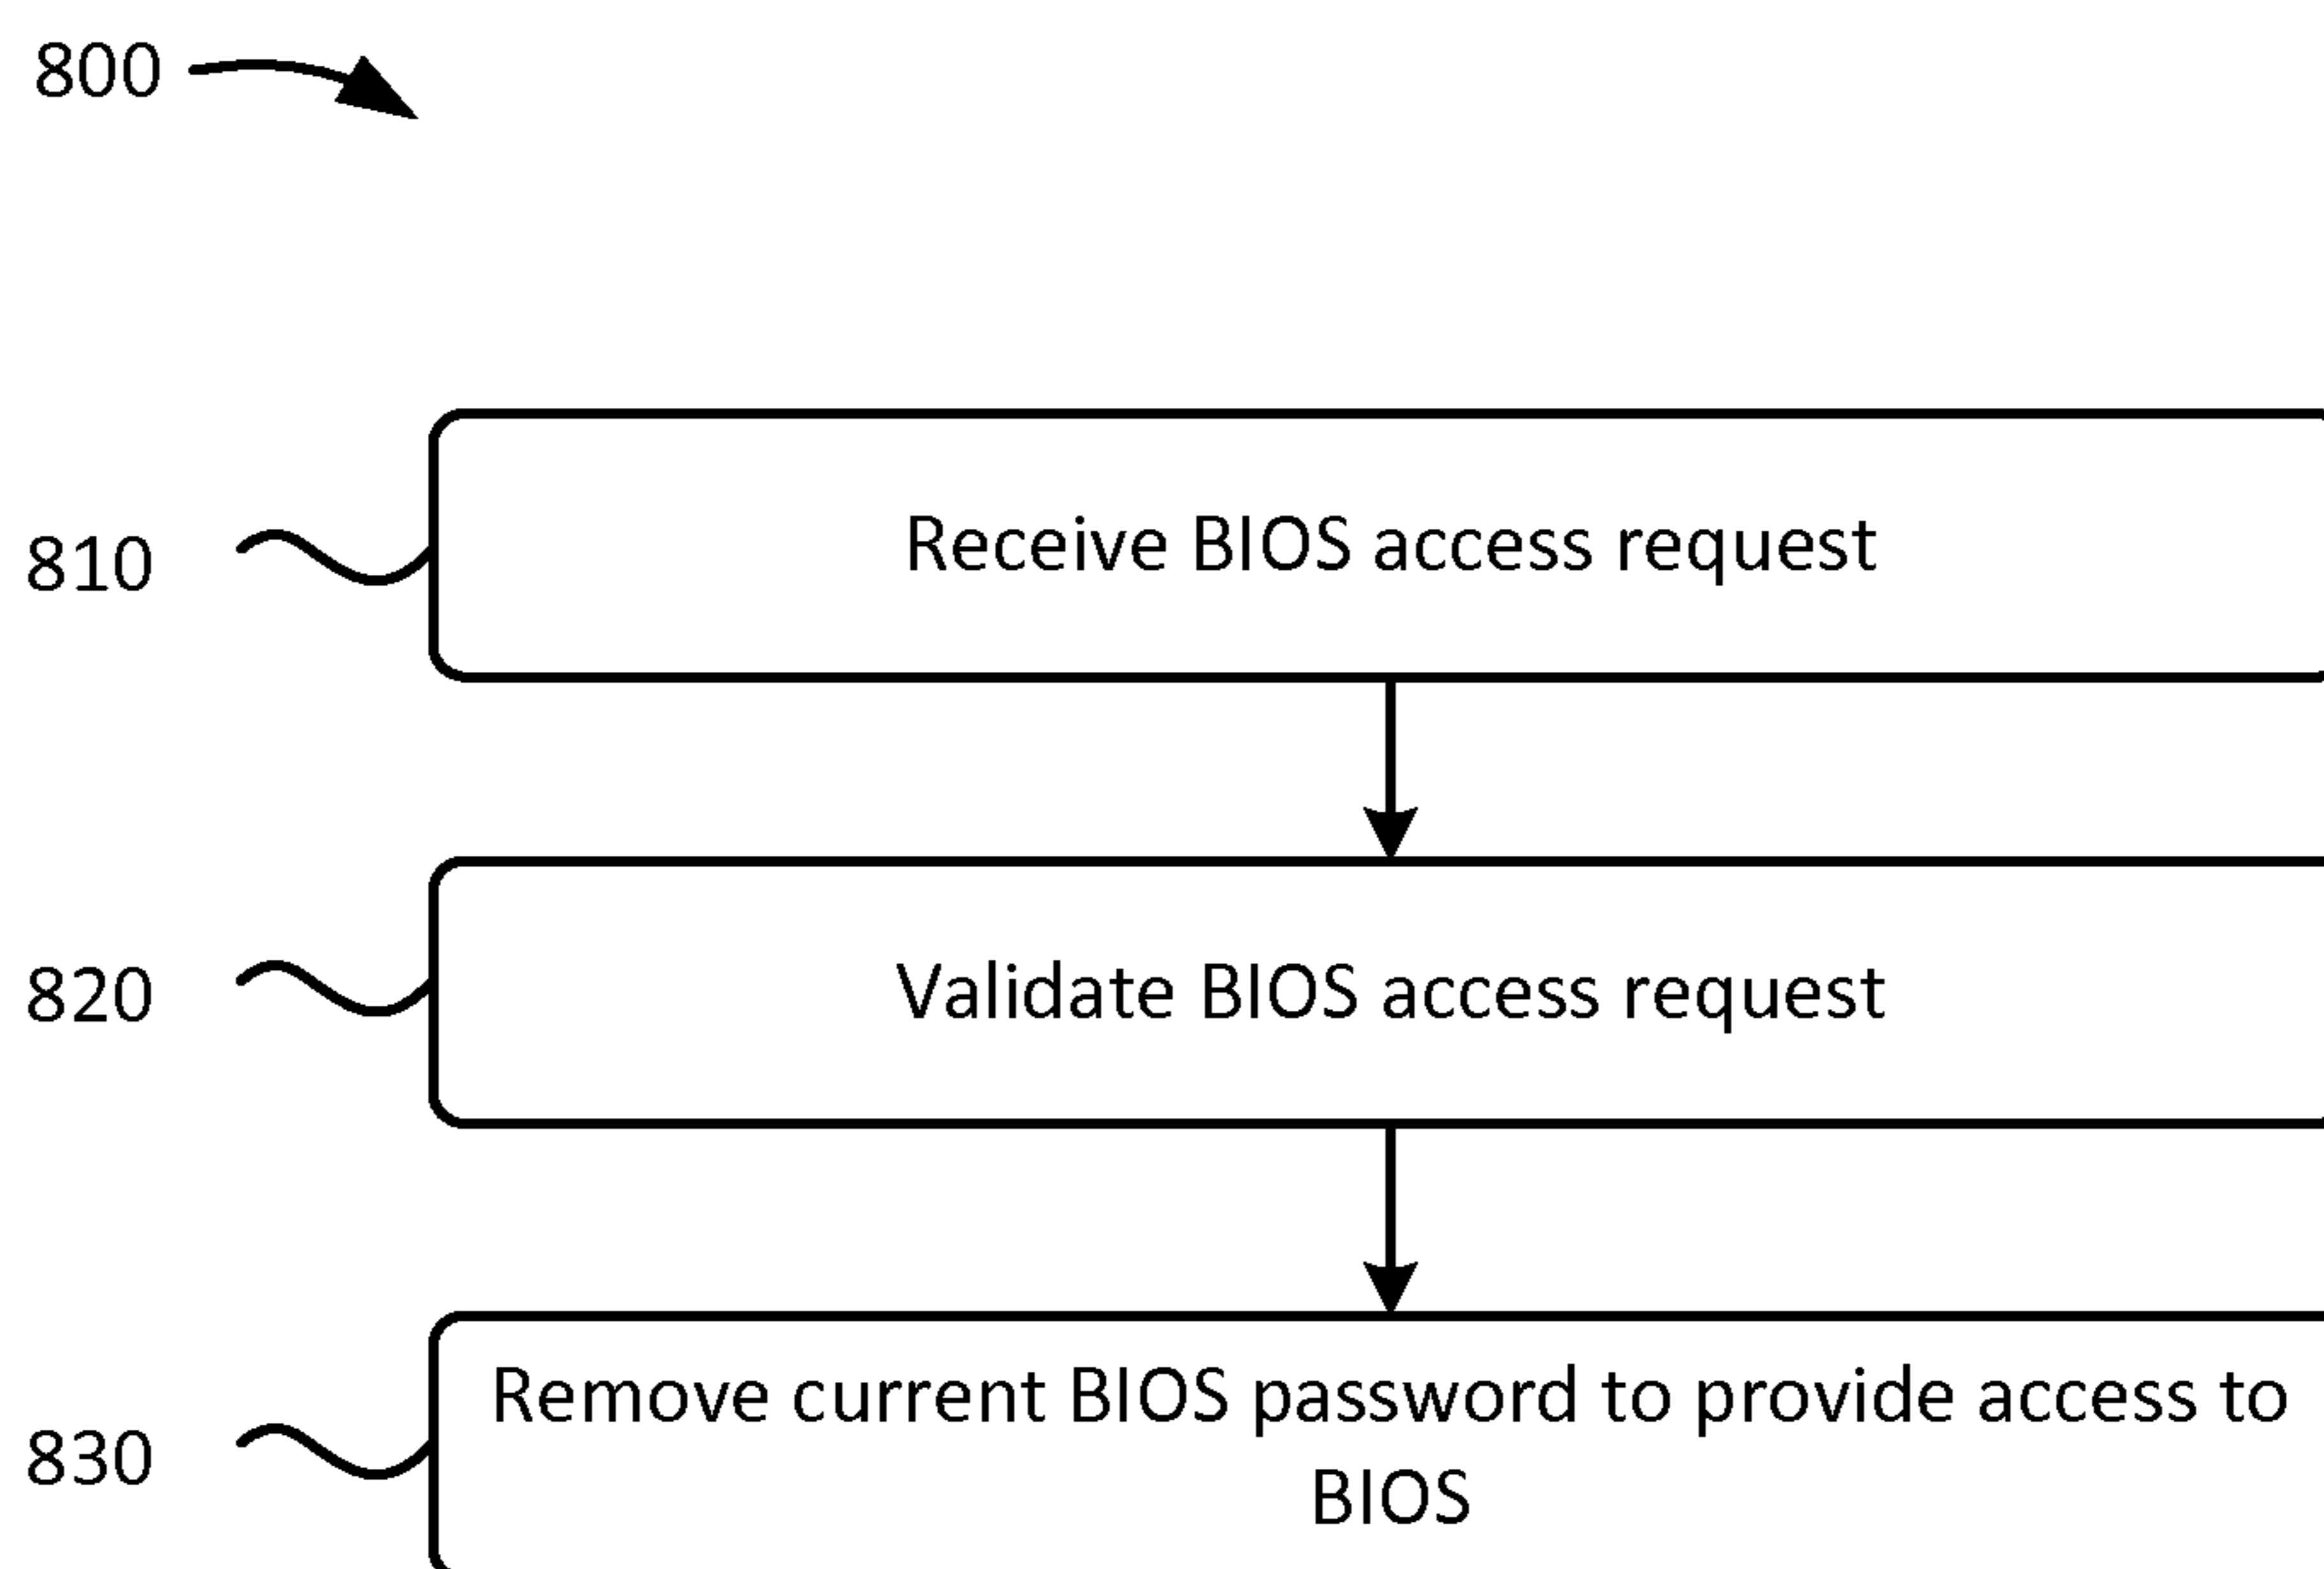 800
810
Receive BIOS access request
820
Validate BIOS access request
830
Remove current BIOS password to provide access to
BIOS